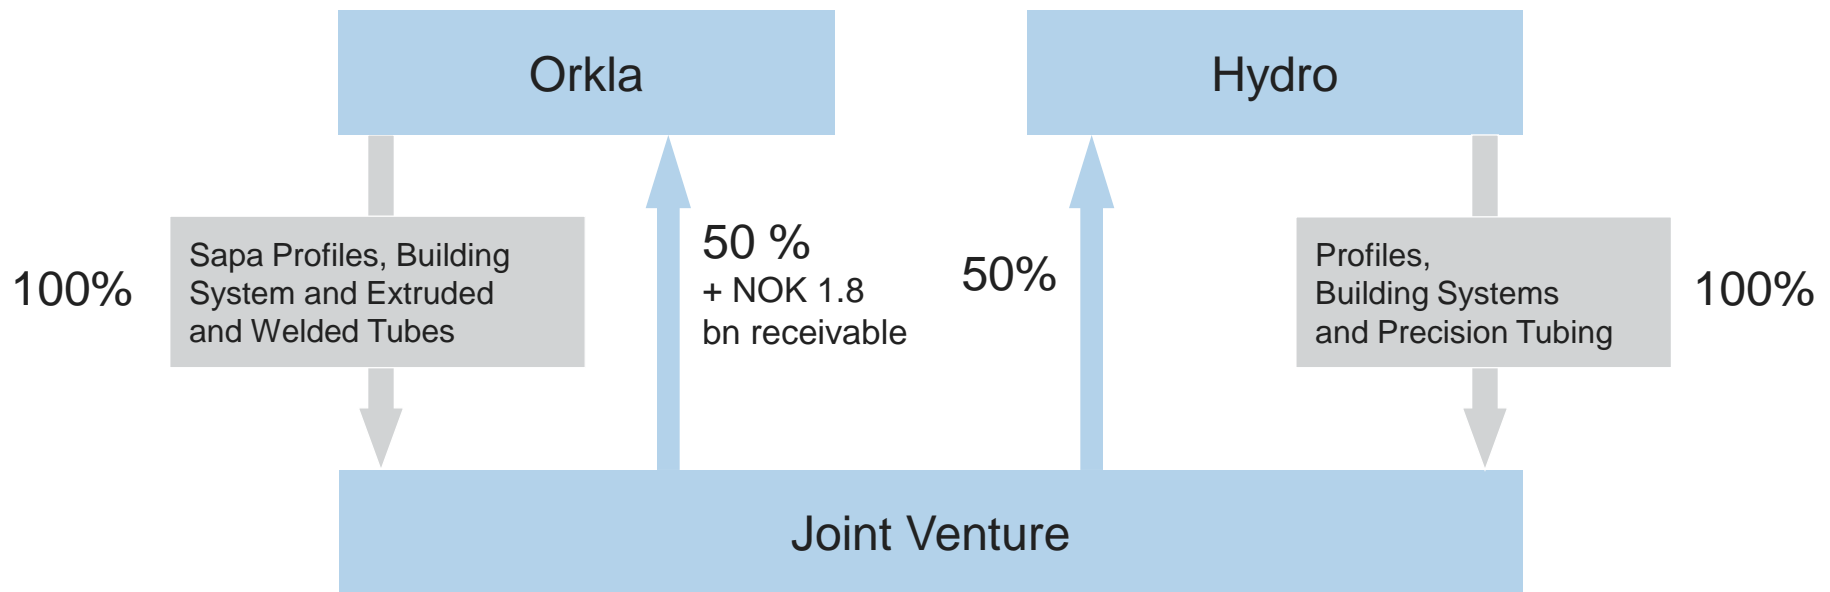 Orkla
Hydro
100%
Sapa Profiles, Building
System and Extruded
and Welded Tubes
50 %
+ NOK 1.8
bn receivable
50%
Profiles,
Building Systems
and Precision Tubing
100%
Joint Venture